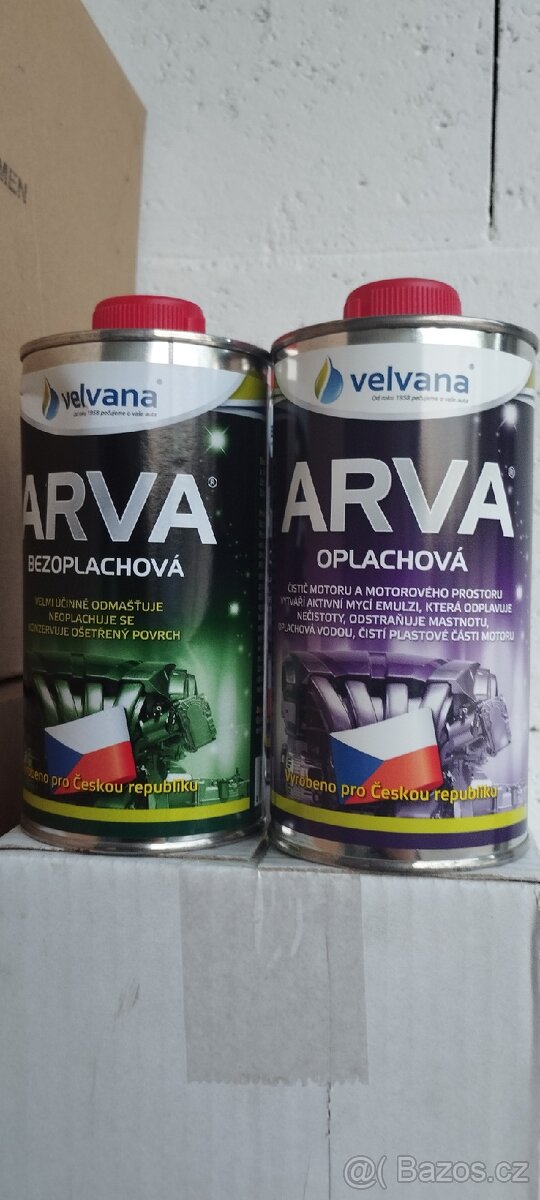 MEN
velvana®
Od roku 1958 pečujeme o vaše auta
ARVA®
BEZOPLACHOVÁ
VELMI ÚČINNĚ ODMAŠŤUJE
NEOPLACHUJE SE
KONZERVUJE OŠETŘENÝ POVRCH
Vyrobeno pro Českou republiku
velvana®
Od roku 1958 pečujeme o vaše auta
ARVA®
OPLACHOVÁ
ČISTIČ MOTORU A MOTOROVÉHO PROSTORU
VYTVÁŘÍ AKTIVNÍ MYCÍ EMULZI, KTERÁ ODPLAVUJE
NEČISTOTY, ODSTRAŇUJE MASTNOTU,
OPLACHOVÁ VODOU, ČISTÍ PLASTOVÉ ČÁSTI MOTORU
Vyrobeno pro Českou republiku
@( Bazos.cz